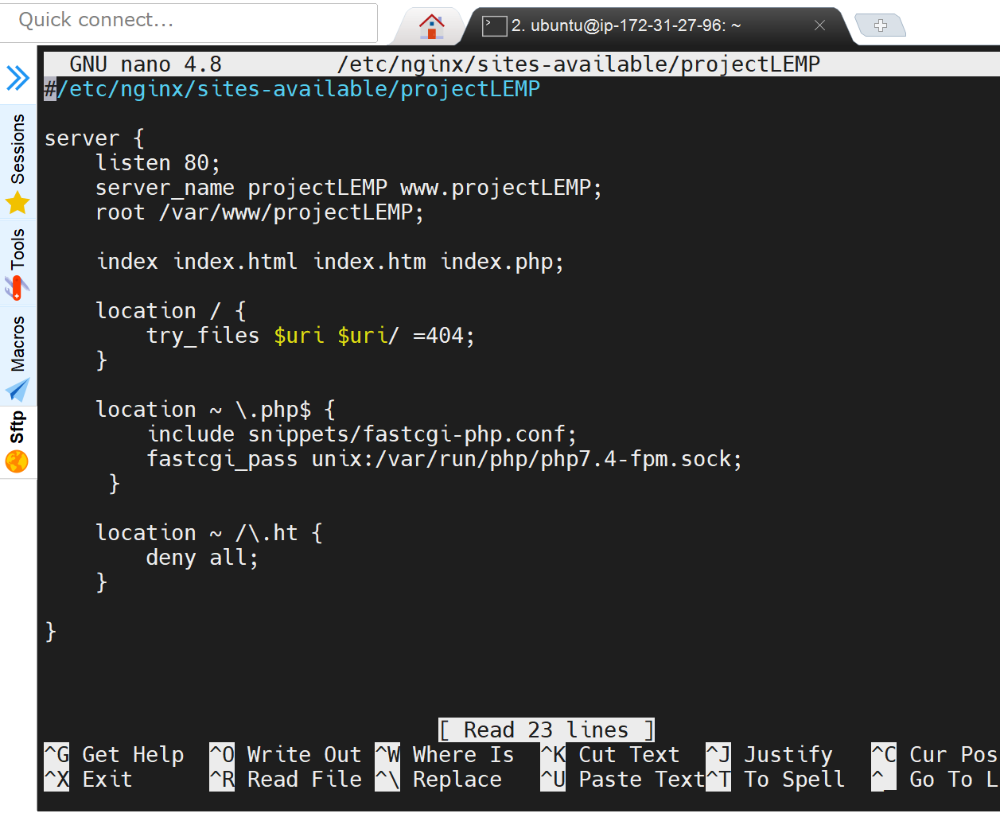 Quick connect...
2. ubuntu@ip-172-31-27-96: ~
Sessions
Tools
Macros
Sftp
GNU nano 4.8 /etc/nginx/sites-available/projectLEMP
#/etc/nginx/sites-available/projectLEMP
server {
listen 80;
server_name projectLEMP www.projectLEMP;
root /var/www/projectLEMP;
index index.html index.htm index.php;
location / {
try_files $uri $uri/ =404;
}
location ~ \.php$ {
include snippets/fastcgi-php.conf;
fastcgi_pass unix:/var/run/php/php7.4-fpm.sock;
}
location ~ /\.ht {
deny all;
}
}
[ Read 23 lines ]
^G Get Help ^O Write Out ^W Where Is ^K Cut Text ^J Justify ^C Cur Pos
^X Exit ^R Read File ^\ Replace ^U Paste Text ^T To Spell ^_ Go To L